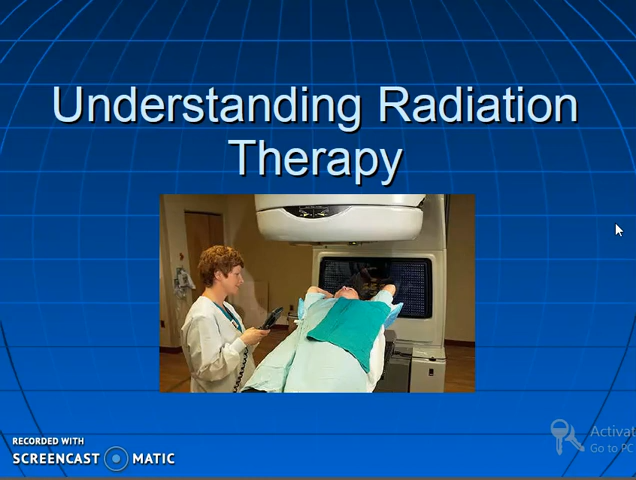 Understanding Radiation
Therapy
RECORDED WITH
SCREENCAST MATIC
Activat
Go to PC